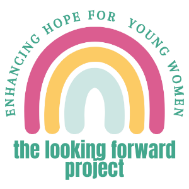 ENHANCING HOPE FOR YOUNG WOMEN
the looking forward
project